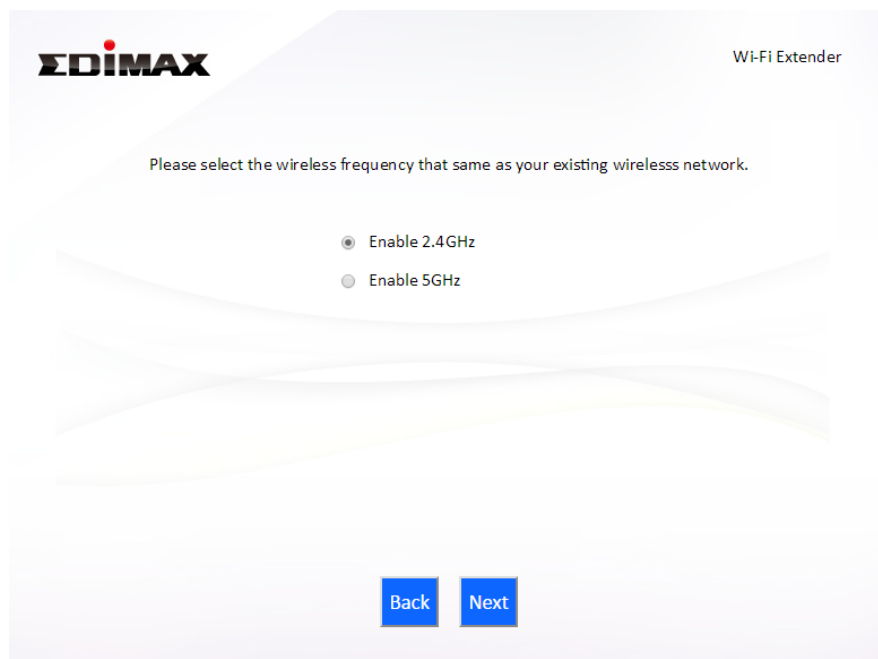 EDIMAX
Wi-Fi Extender
Please select the wireless frequency that same as your existing wirelesss network.
Enable 2.4GHz
Enable 5GHz
Back
Next